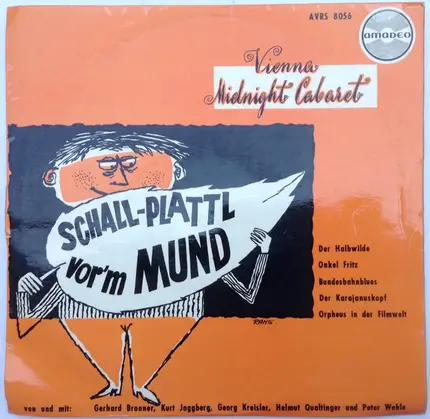 AVRS 8056
AMADEO
Vienna
Midnight Cabaret
SCHALL-PLATTL
vor'm MUND
Der Halbwilde
Onkel Fritz
Bundesbahnblues
Der Karajanuskopf
Orpheus in der Filmwelt
von und mit: Gerhard Bronner, Kurt Jaggberg, Georg Kreisler, Helmut Qualtinger und Peter Wehle